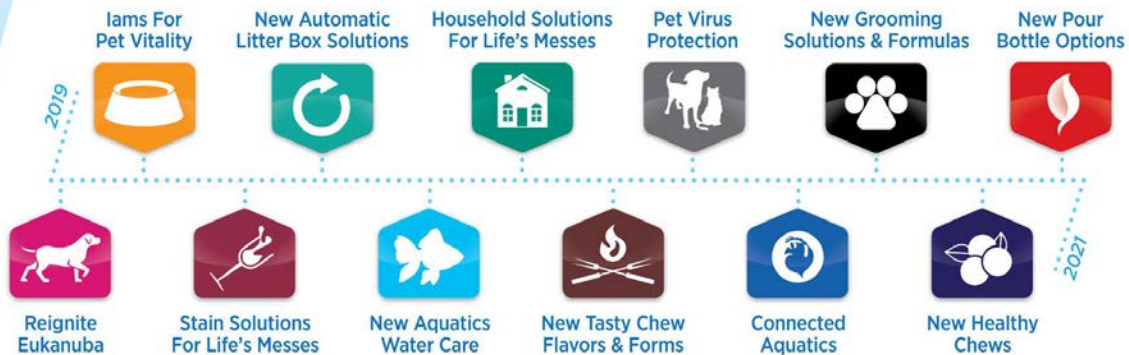 Iams For
Pet Vitality
New Automatic
Litter Box Solutions
Household Solutions
For Life's Messes
Pet Virus
Protection
New Grooming
Solutions & Formulas
New Pour
Bottle Options
2019
2021
Reignite
Eukanuba
Stain Solutions
For Life's Messes
New Aquatics
Water Care
New Tasty Chew
Flavors & Forms
Connected
Aquatics
New Healthy
Chews